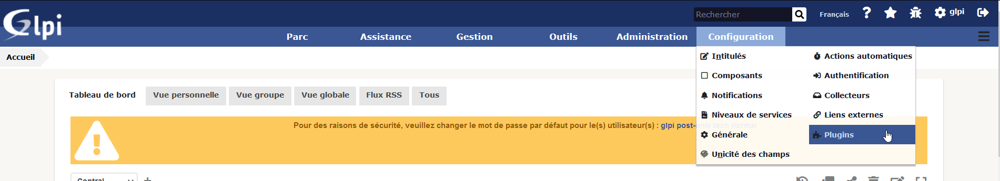 Glpi
Rechercher
Français
glpi
Parc
Assistance
Gestion
Outils
Administration
Configuration
Accueil
Intitulés
Actions automatiques
Composants
Authentification
Notifications
Collecteurs
Niveaux de services
Liens externes
Générale
Plugins
Unicité des champs
Tableau de bord
Vue personnelle
Vue groupe
Vue globale
Flux RSS
Tous
Pour des raisons de sécurité, veuillez changer le mot de passe par défaut pour le(s) utilisateur(s) : glpi post-only tech normal
Central